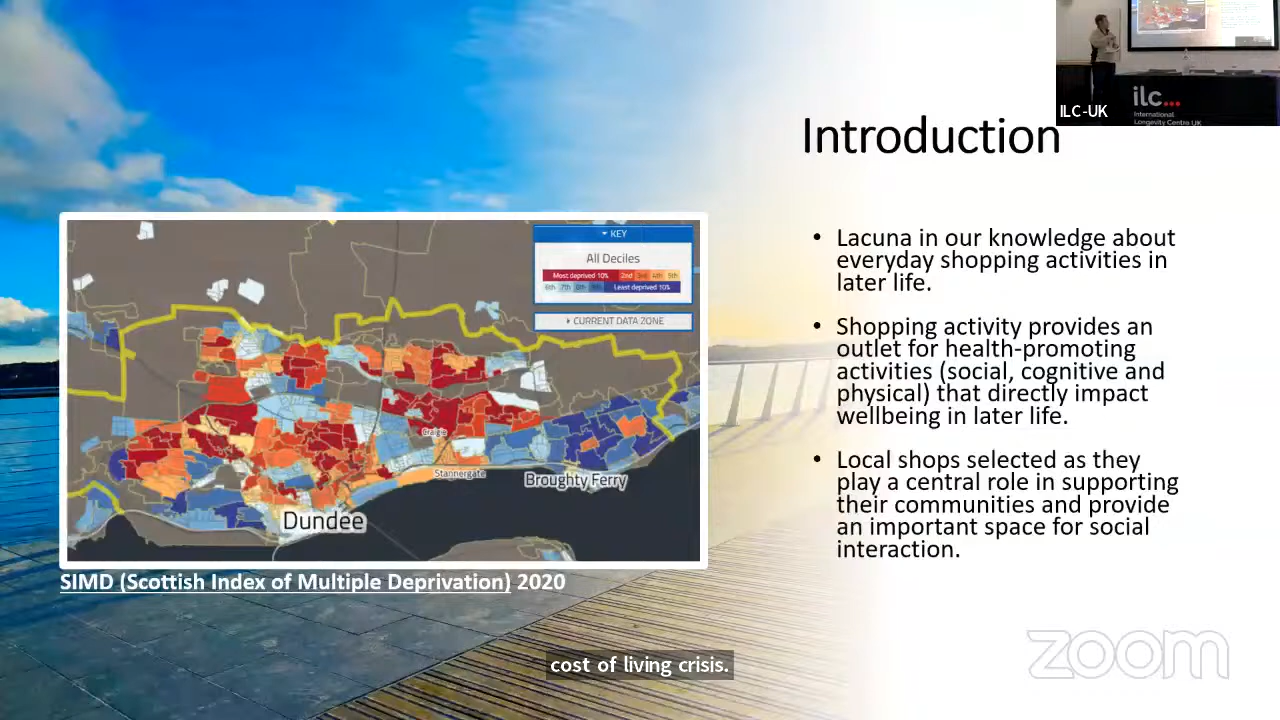 ILC-UK
ilc...
International
Longevity Centre UK
Introduction
• Lacuna in our knowledge about
everyday shopping activities in
later life.
• Shopping activity provides an
outlet for health-promoting
activities (social, cognitive and
physical) that directly impact
wellbeing in later life.
• Local shops selected as they
play a central role in supporting
their communities and provide
an important space for social
interaction.
KEY
All Deciles
Most deprived 10% 2nd 3rd 4th 5th
6th 7th 8th 9th Least deprived 10%
CURRENT DATA ZONE
Craigie
Stannergate
Broughty Ferry
Dundee
SIMD (Scottish Index of Multiple Deprivation) 2020
cost of living crisis.
zoom